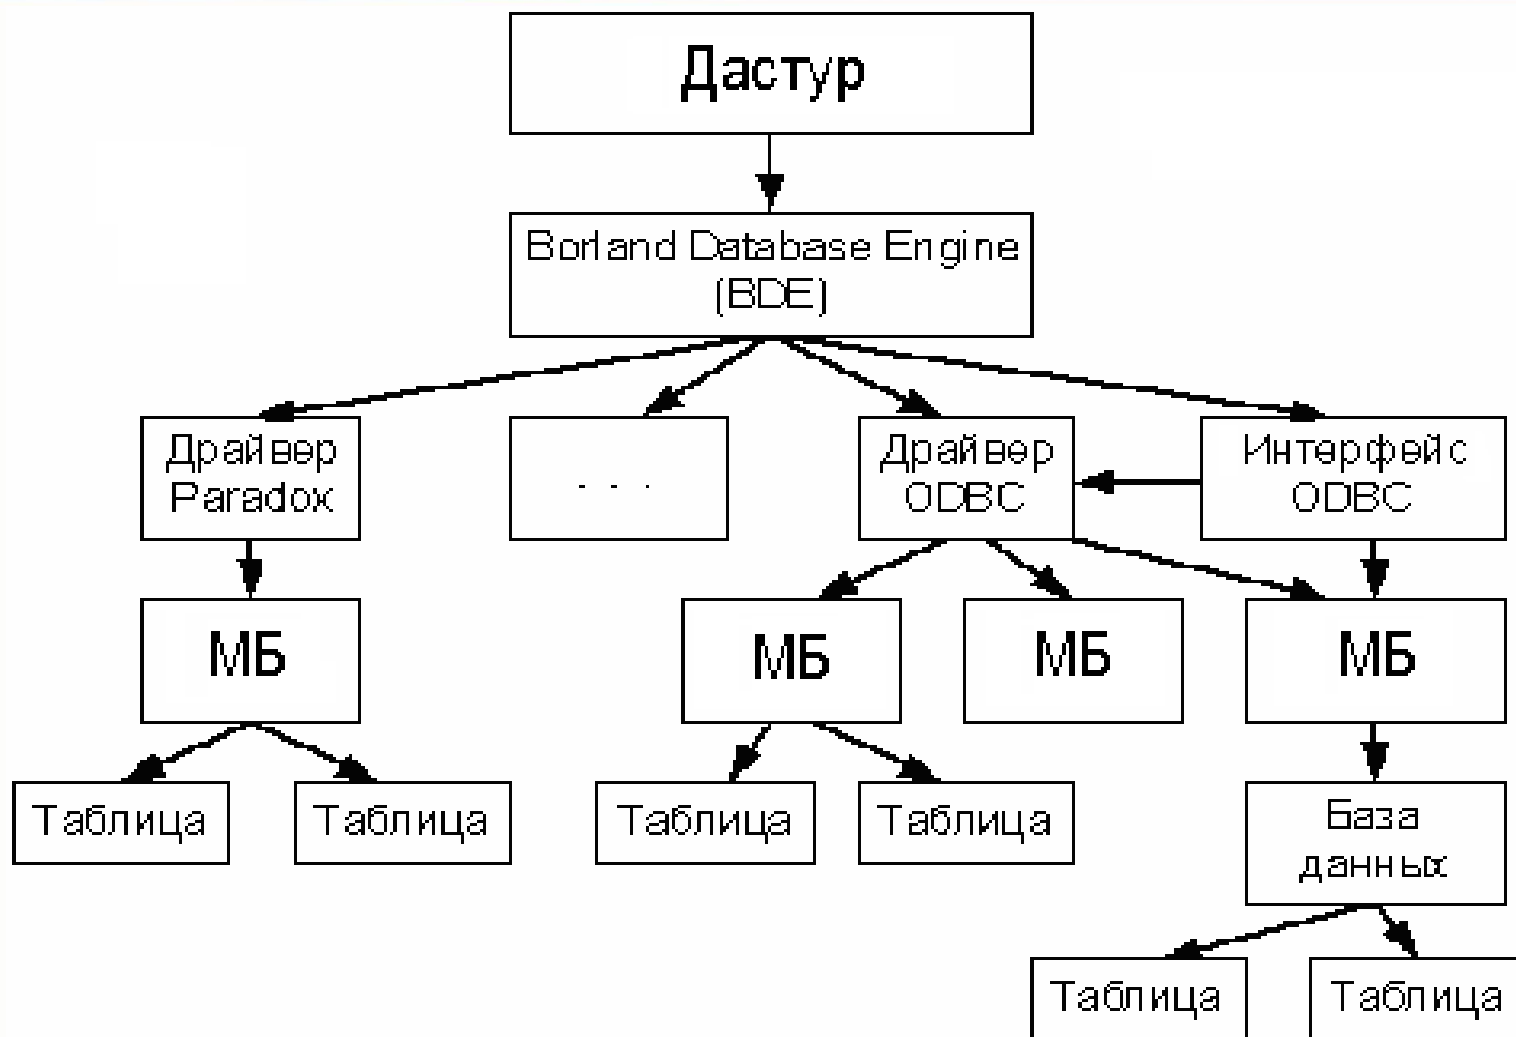 Дастур
Borland Database Engine
(BDE)
Драйвер
Paradox
. . .
Драйвер
ODBC
Интерфейс
ODBC
МБ
МБ
МБ
МБ
Таблица
Таблица
Таблица
Таблица
База
данных
Таблица
Таблица